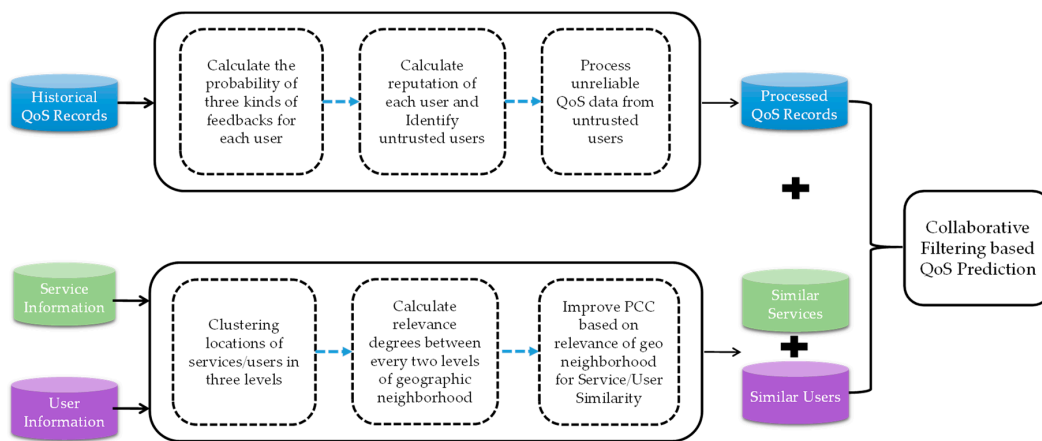 Historical
QoS Records
Calculate the
probability of
three kinds of
feedbacks for
each user
Calculate
reputation of
each user and
Identify
untrusted users
Process
unreliable
QoS data from
untrusted
users
Processed
QoS Records
Service
Information
User
Information
Clustering
locations of
services/users in
three levels
Calculate
relevance
degrees between
every two levels
of geographic
neighborhood
Improve PCC
based on
relevance of geo
neighborhood
for Service/User
Similarity
Similar
Services
Similar Users
Collaborative
Filtering based
QoS Prediction